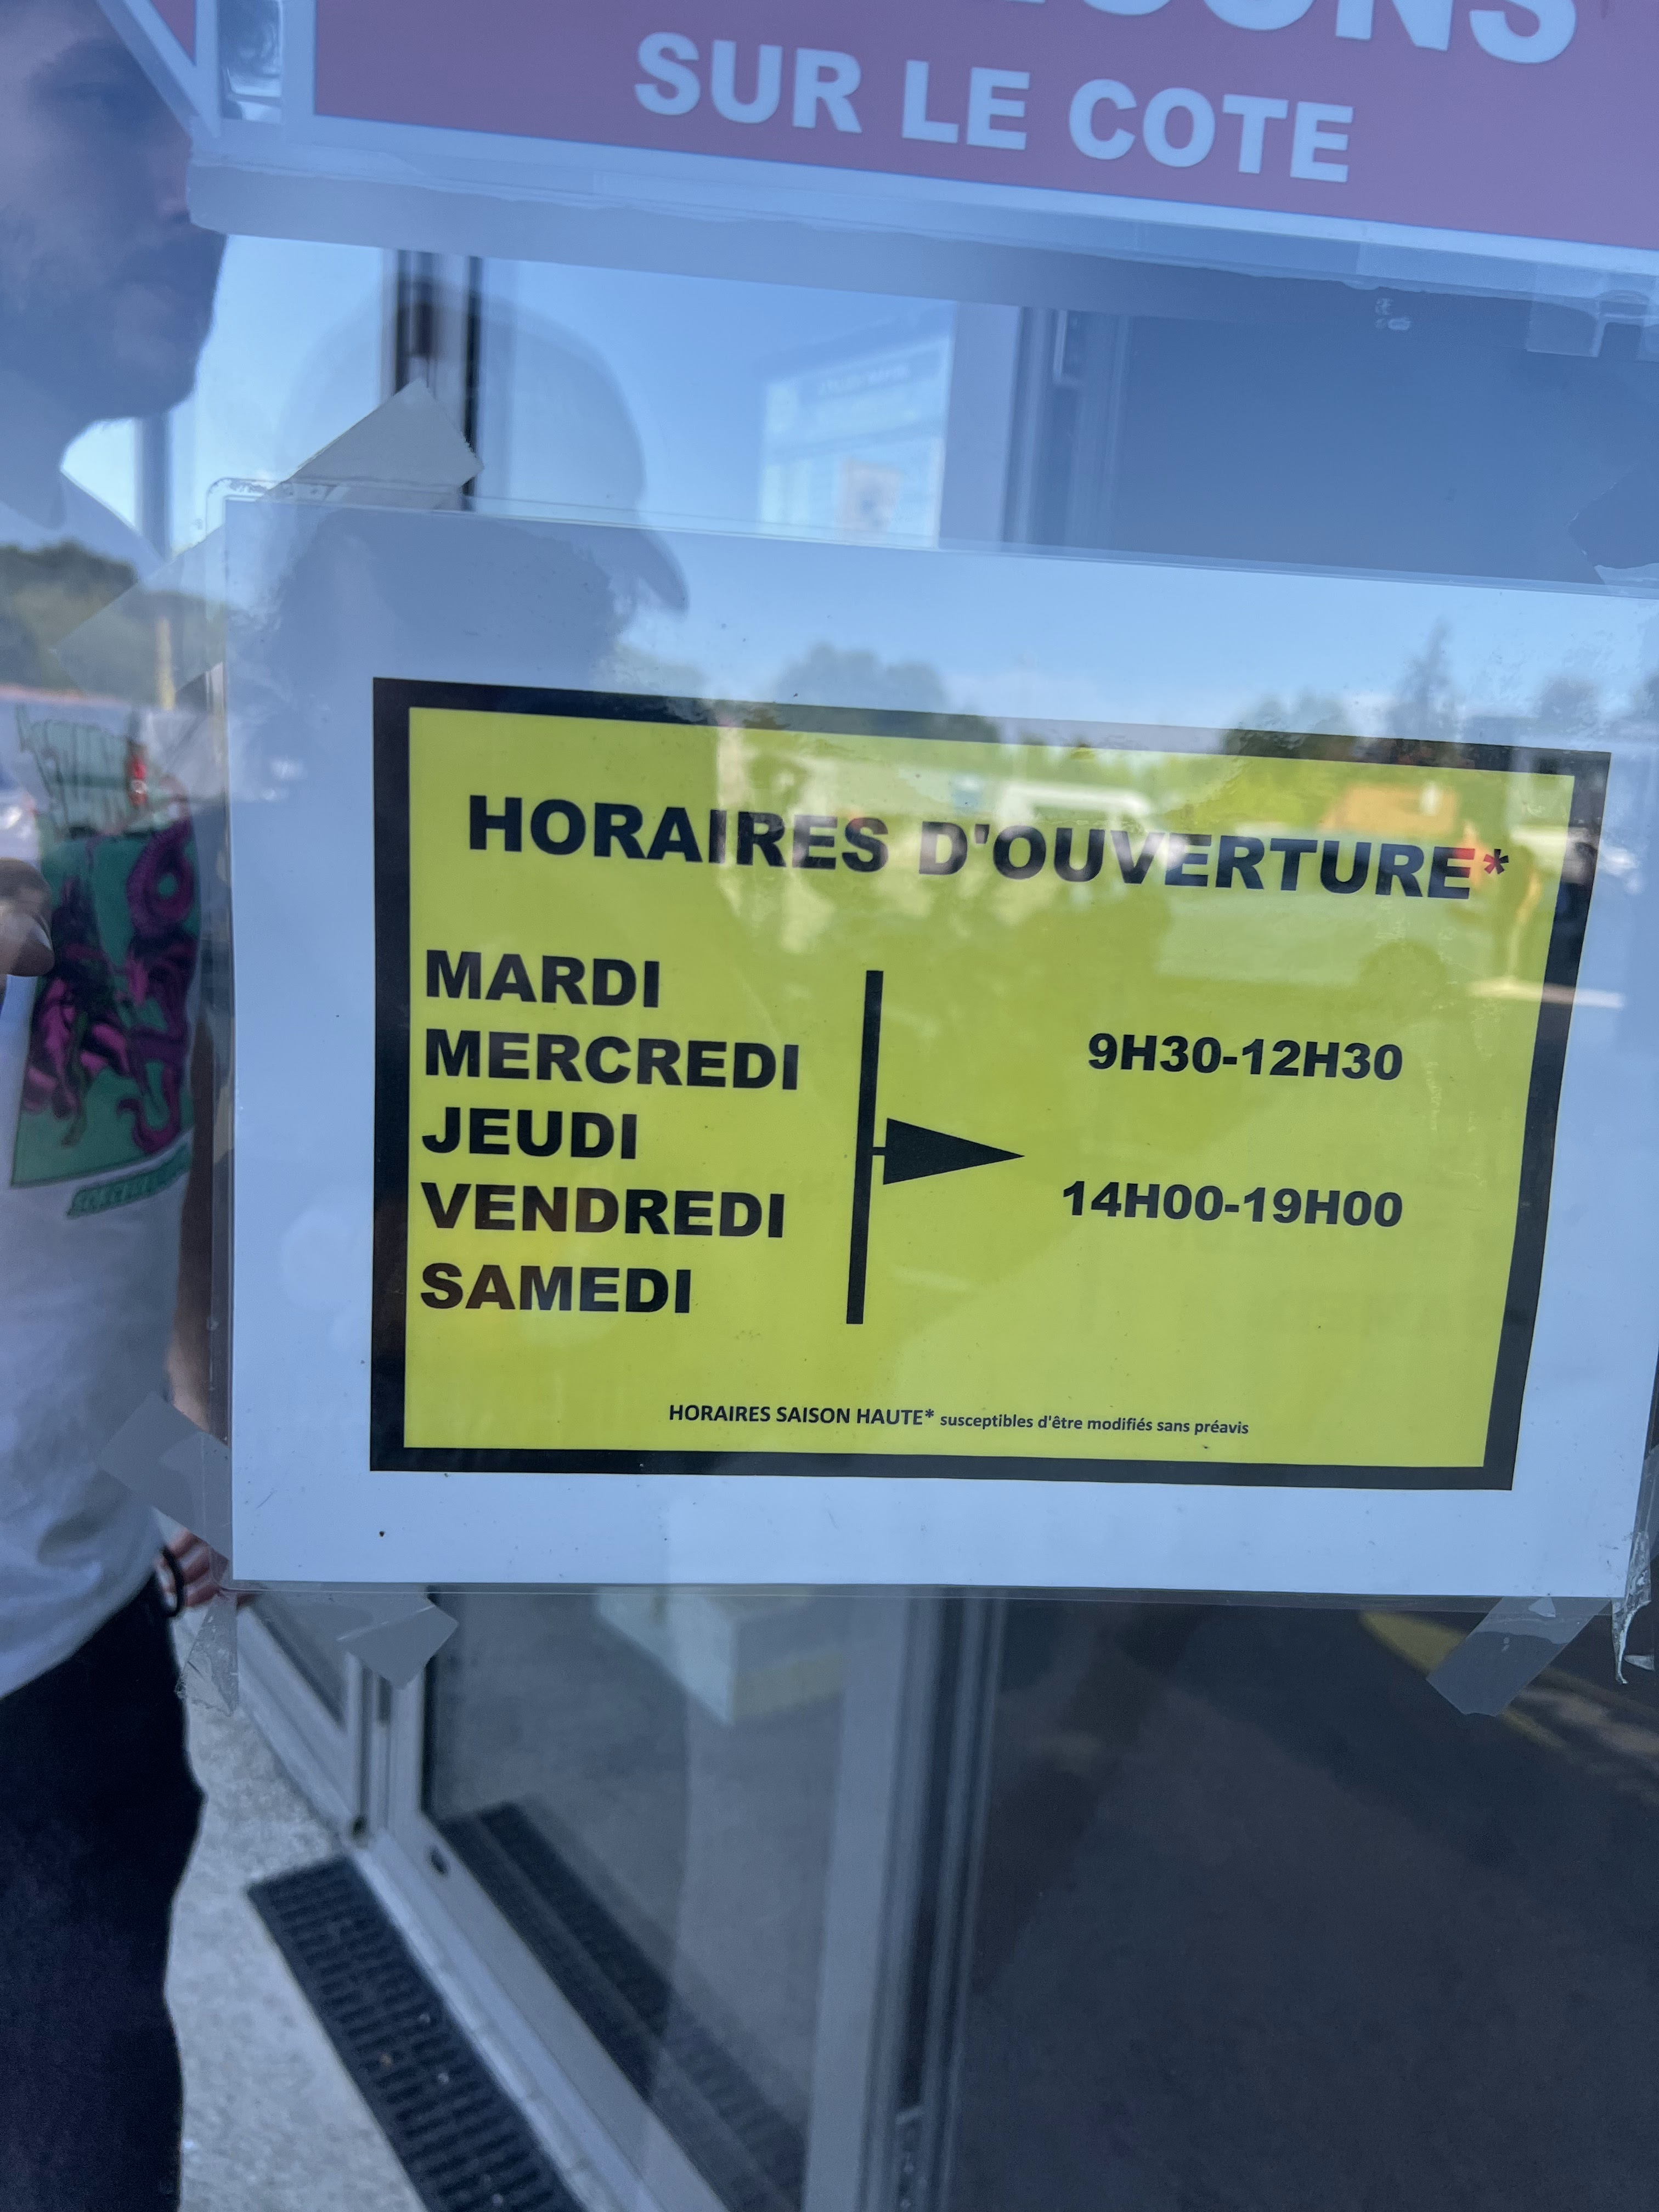 SUR LE COTE
HORAIRES D'OUVERTURE*
MARDI
MERCREDI
JEUDI
VENDREDI
SAMEDI
9H30-12H30
14H00-19H00
HORAIRES SAISON HAUTE* susceptibles d'être modifiés sans préavis